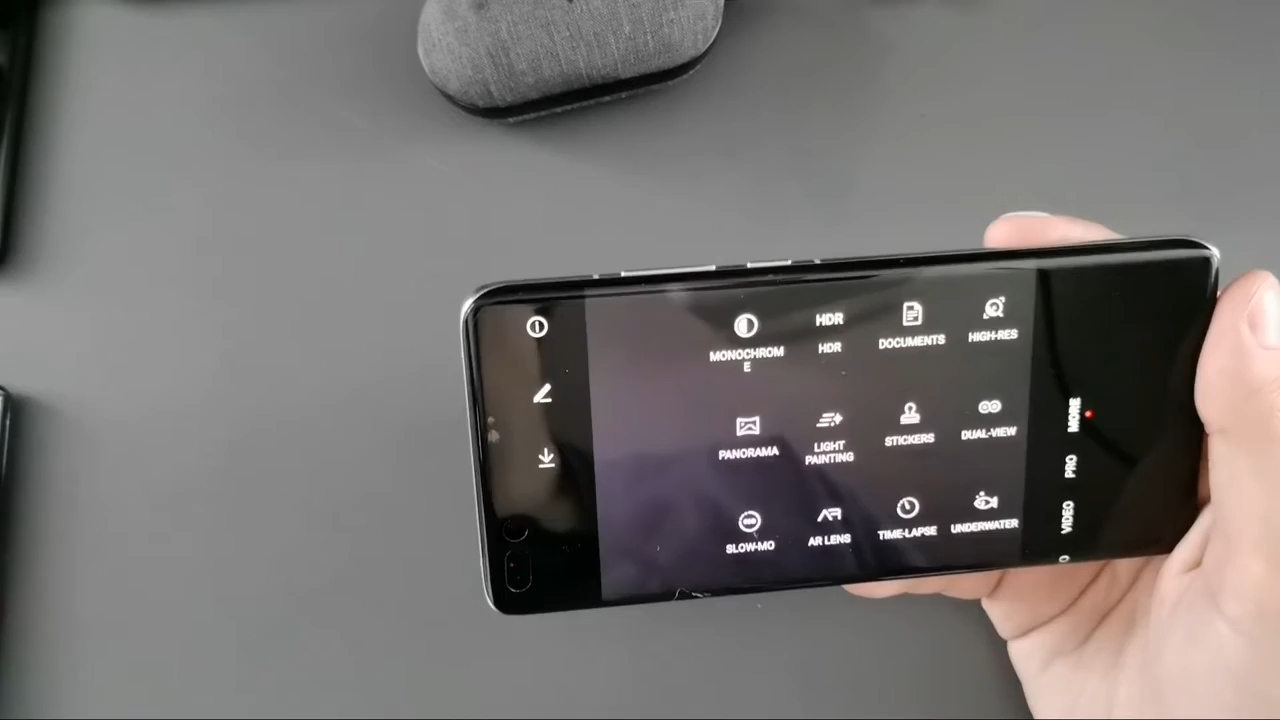 MONOCHROM
E
HDR
HDR
DOCUMENTS
HIGH-RES
PANORAMA
LIGHT
PAINTING
STICKERS
DUAL-VIEW
SLOW-MO
AR LENS
TIME-LAPSE
UNDERWATER
MORE
PRO
VIDEO
O